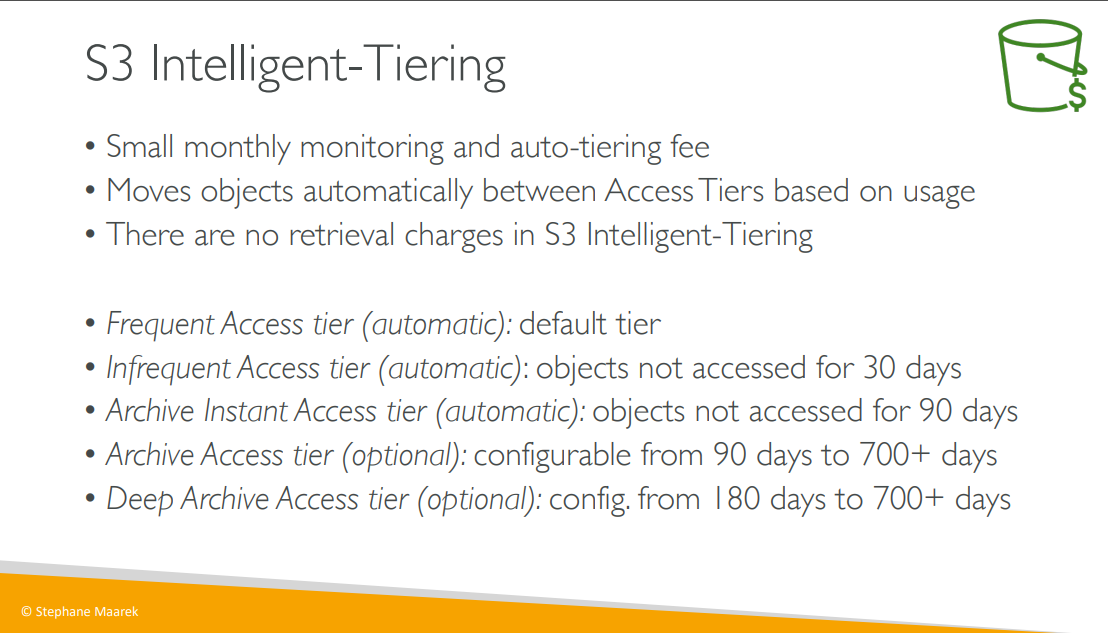 S3 Intelligent-Tiering
$
• Small monthly monitoring and auto-tiering fee
• Moves objects automatically between Access Tiers based on usage
• There are no retrieval charges in S3 Intelligent-Tiering
• Frequent Access tier (automatic): default tier
• Infrequent Access tier (automatic): objects not accessed for 30 days
• Archive Instant Access tier (automatic): objects not accessed for 90 days
• Archive Access tier (optional): configurable from 90 days to 700+ days
• Deep Archive Access tier (optional): config. from 180 days to 700+ days
© Stephane Maarek